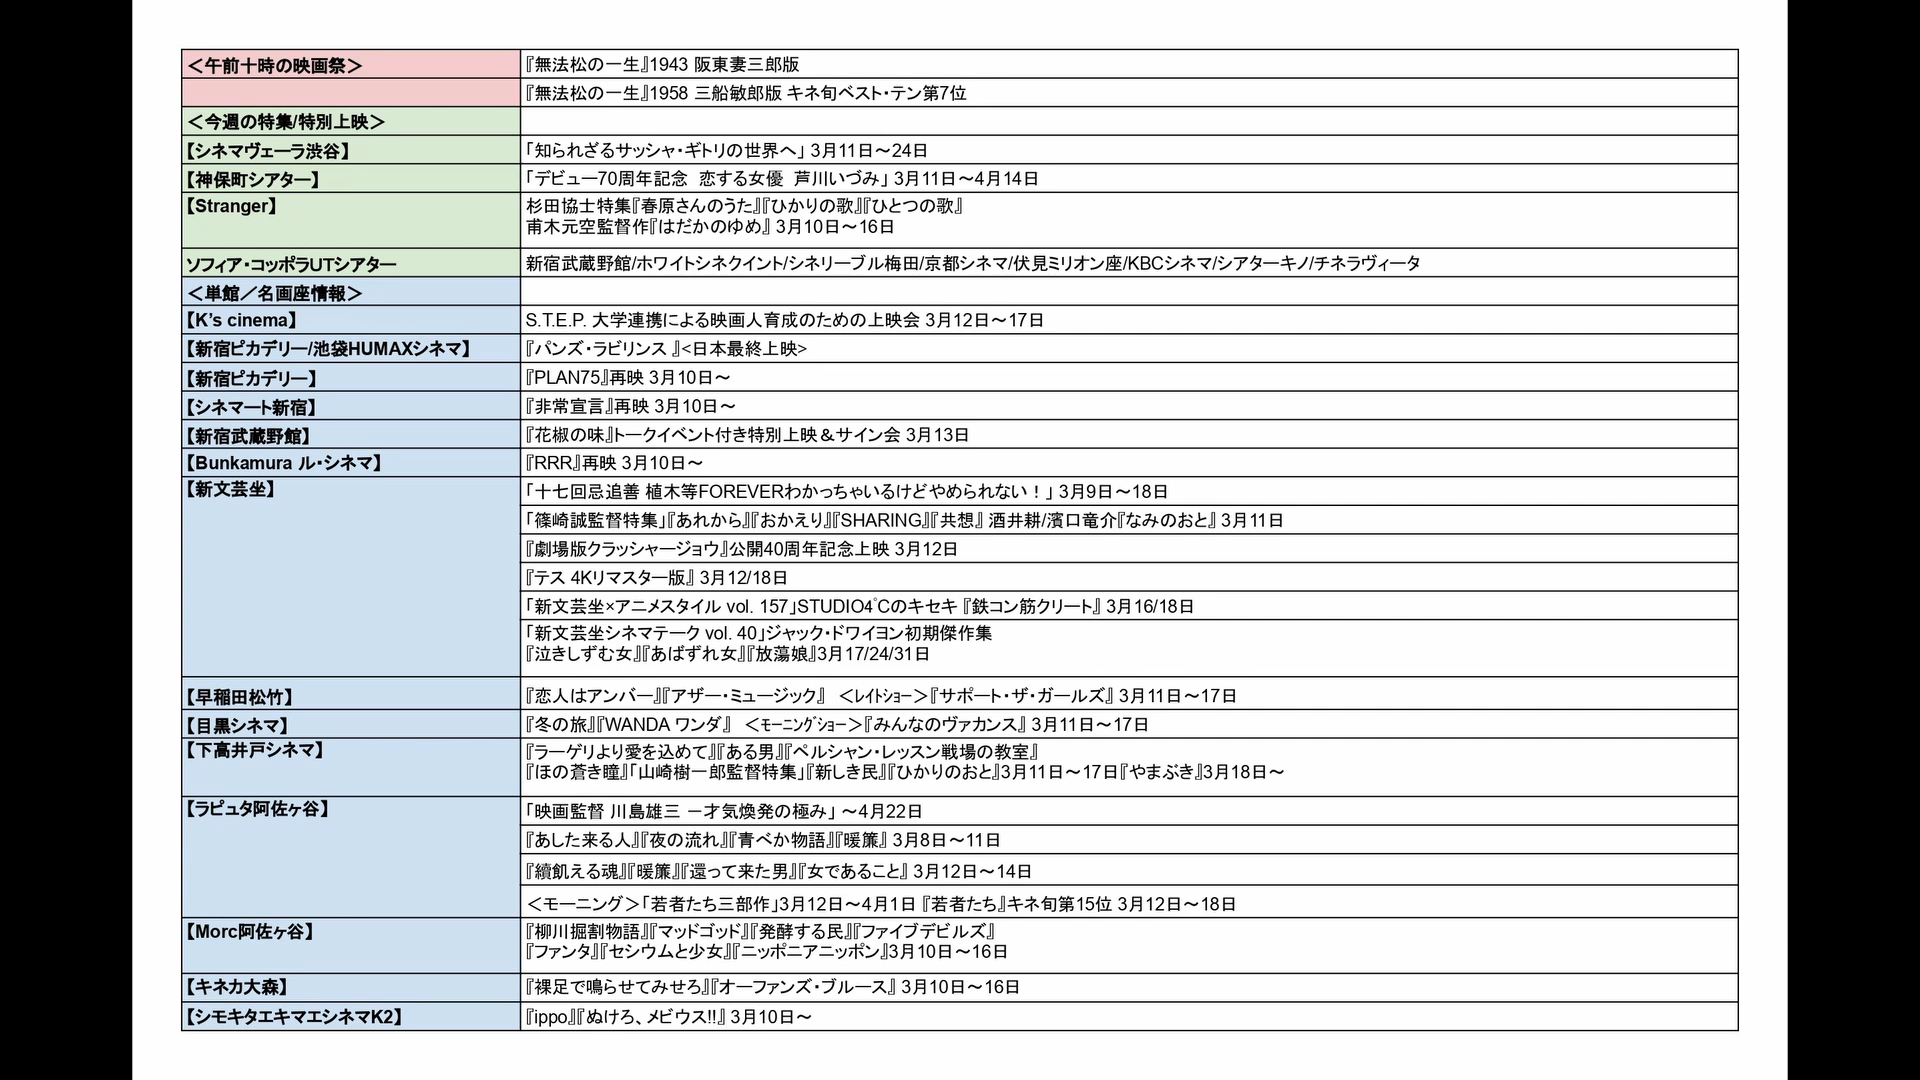 ＜午前十時の映画祭＞
『無法松の一生』1943 阪東妻三郎版
『無法松の一生』1958 三船敏郎版 キネ旬ベスト・テン第7位
＜今週の特集/特別上映＞
【シネマヴェーラ渋谷】
「知られざるサッシャ・ギトリの世界へ」 3月11日～24日
【神保町シアター】
「デビュー70周年記念　恋する女優　芦川いづみ」 3月11日～4月14日
【Stranger】
杉田協士特集『春原さんのうた』『ひかりの歌』『ひとつの歌』
甫木元空監督作『はだかのゆめ』 3月10日～16日
ソフィア・コッポラUTシアター
新宿武蔵野館/ホワイトシネクイント/シネリーブル梅田/京都シネマ/伏見ミリオン座/KBCシネマ/シアターキノ/チネラヴィータ
＜単館／名画座情報＞
【K’s cinema】
S.T.E.P. 大学連携による映画人育成のための上映会 3月12日～17日
【新宿ピカデリー/池袋HUMAXシネマ】
『パンズ・ラビリンス 』<日本最終上映>
【新宿ピカデリー】
『PLAN75』再映 3月10日～
【シネマート新宿】
『非常宣言』再映 3月10日～
【新宿武蔵野館】
『花椒の味』トークイベント付き特別上映＆サイン会 3月13日
【Bunkamura ル・シネマ】
『RRR』再映 3月10日～
【新文芸坐】
「十七回忌追善 植木等FOREVERわかっちゃいるけどやめられない！」 3月9日～18日
「篠崎誠監督特集」『あれから』『おかえり』『SHARING』『共想』 酒井耕/濱口竜介『なみのおと』 3月11日
『劇場版クラッシャージョウ』公開40周年記念上映 3月12日
『テス 4Kリマスター版』 3月12/18日
「新文芸坐×アニメスタイル vol. 157」STUDIO4℃のキセキ 『鉄コン筋クリート』 3月16/18日
「新文芸坐シネマテーク vol. 40」ジャック・ドワイヨン初期傑作集
『泣きしずむ女』『あばずれ女』『放蕩娘』3月17/24/31日
【早稲田松竹】
『恋人はアンバー』『アザー・ミュージック』　＜ﾚｲﾄｼｮｰ＞『サポート・ザ・ガールズ』 3月11日～17日
【目黒シネマ】
『冬の旅』『WANDA ワンダ』　＜ﾓｰﾆﾝｸﾞｼｮｰ＞『みんなのヴァカンス』 3月11日～17日
【下高井戸シネマ】
『ラーゲリより愛を込めて』『ある男』『ペルシャン・レッスン戦場の教室』
『ほの蒼き瞳』「山崎樹一郎監督特集」『新しき民』『ひかりのおと』3月11日～17日『やまぶき』3月18日～
【ラピュタ阿佐ヶ谷】
「映画監督 川島雄三 －才気煥発の極み」 ～4月22日
『あした来る人』『夜の流れ』『青べか物語』『暖簾』 3月8日～11日
『續飢える魂』『暖簾』『還って来た男』『女であること』 3月12日～14日
＜モーニング＞「若者たち三部作」3月12日～4月1日 『若者たち』キネ旬第15位 3月12日～18日
【Morc阿佐ヶ谷】
『柳川掘割物語』『マッドゴッド』『発酵する民』『ファイブデビルズ』
『ファンタ』『セシウムと少女』『ニッポニアニッポン』3月10日～16日
【キネカ大森】
『裸足で鳴らせてみせろ』『オーファンズ・ブルース』 3月10日～16日
【シモキタエキマエシネマK2】
『ippo』『ぬけろ、メビウス!!』 3月10日～